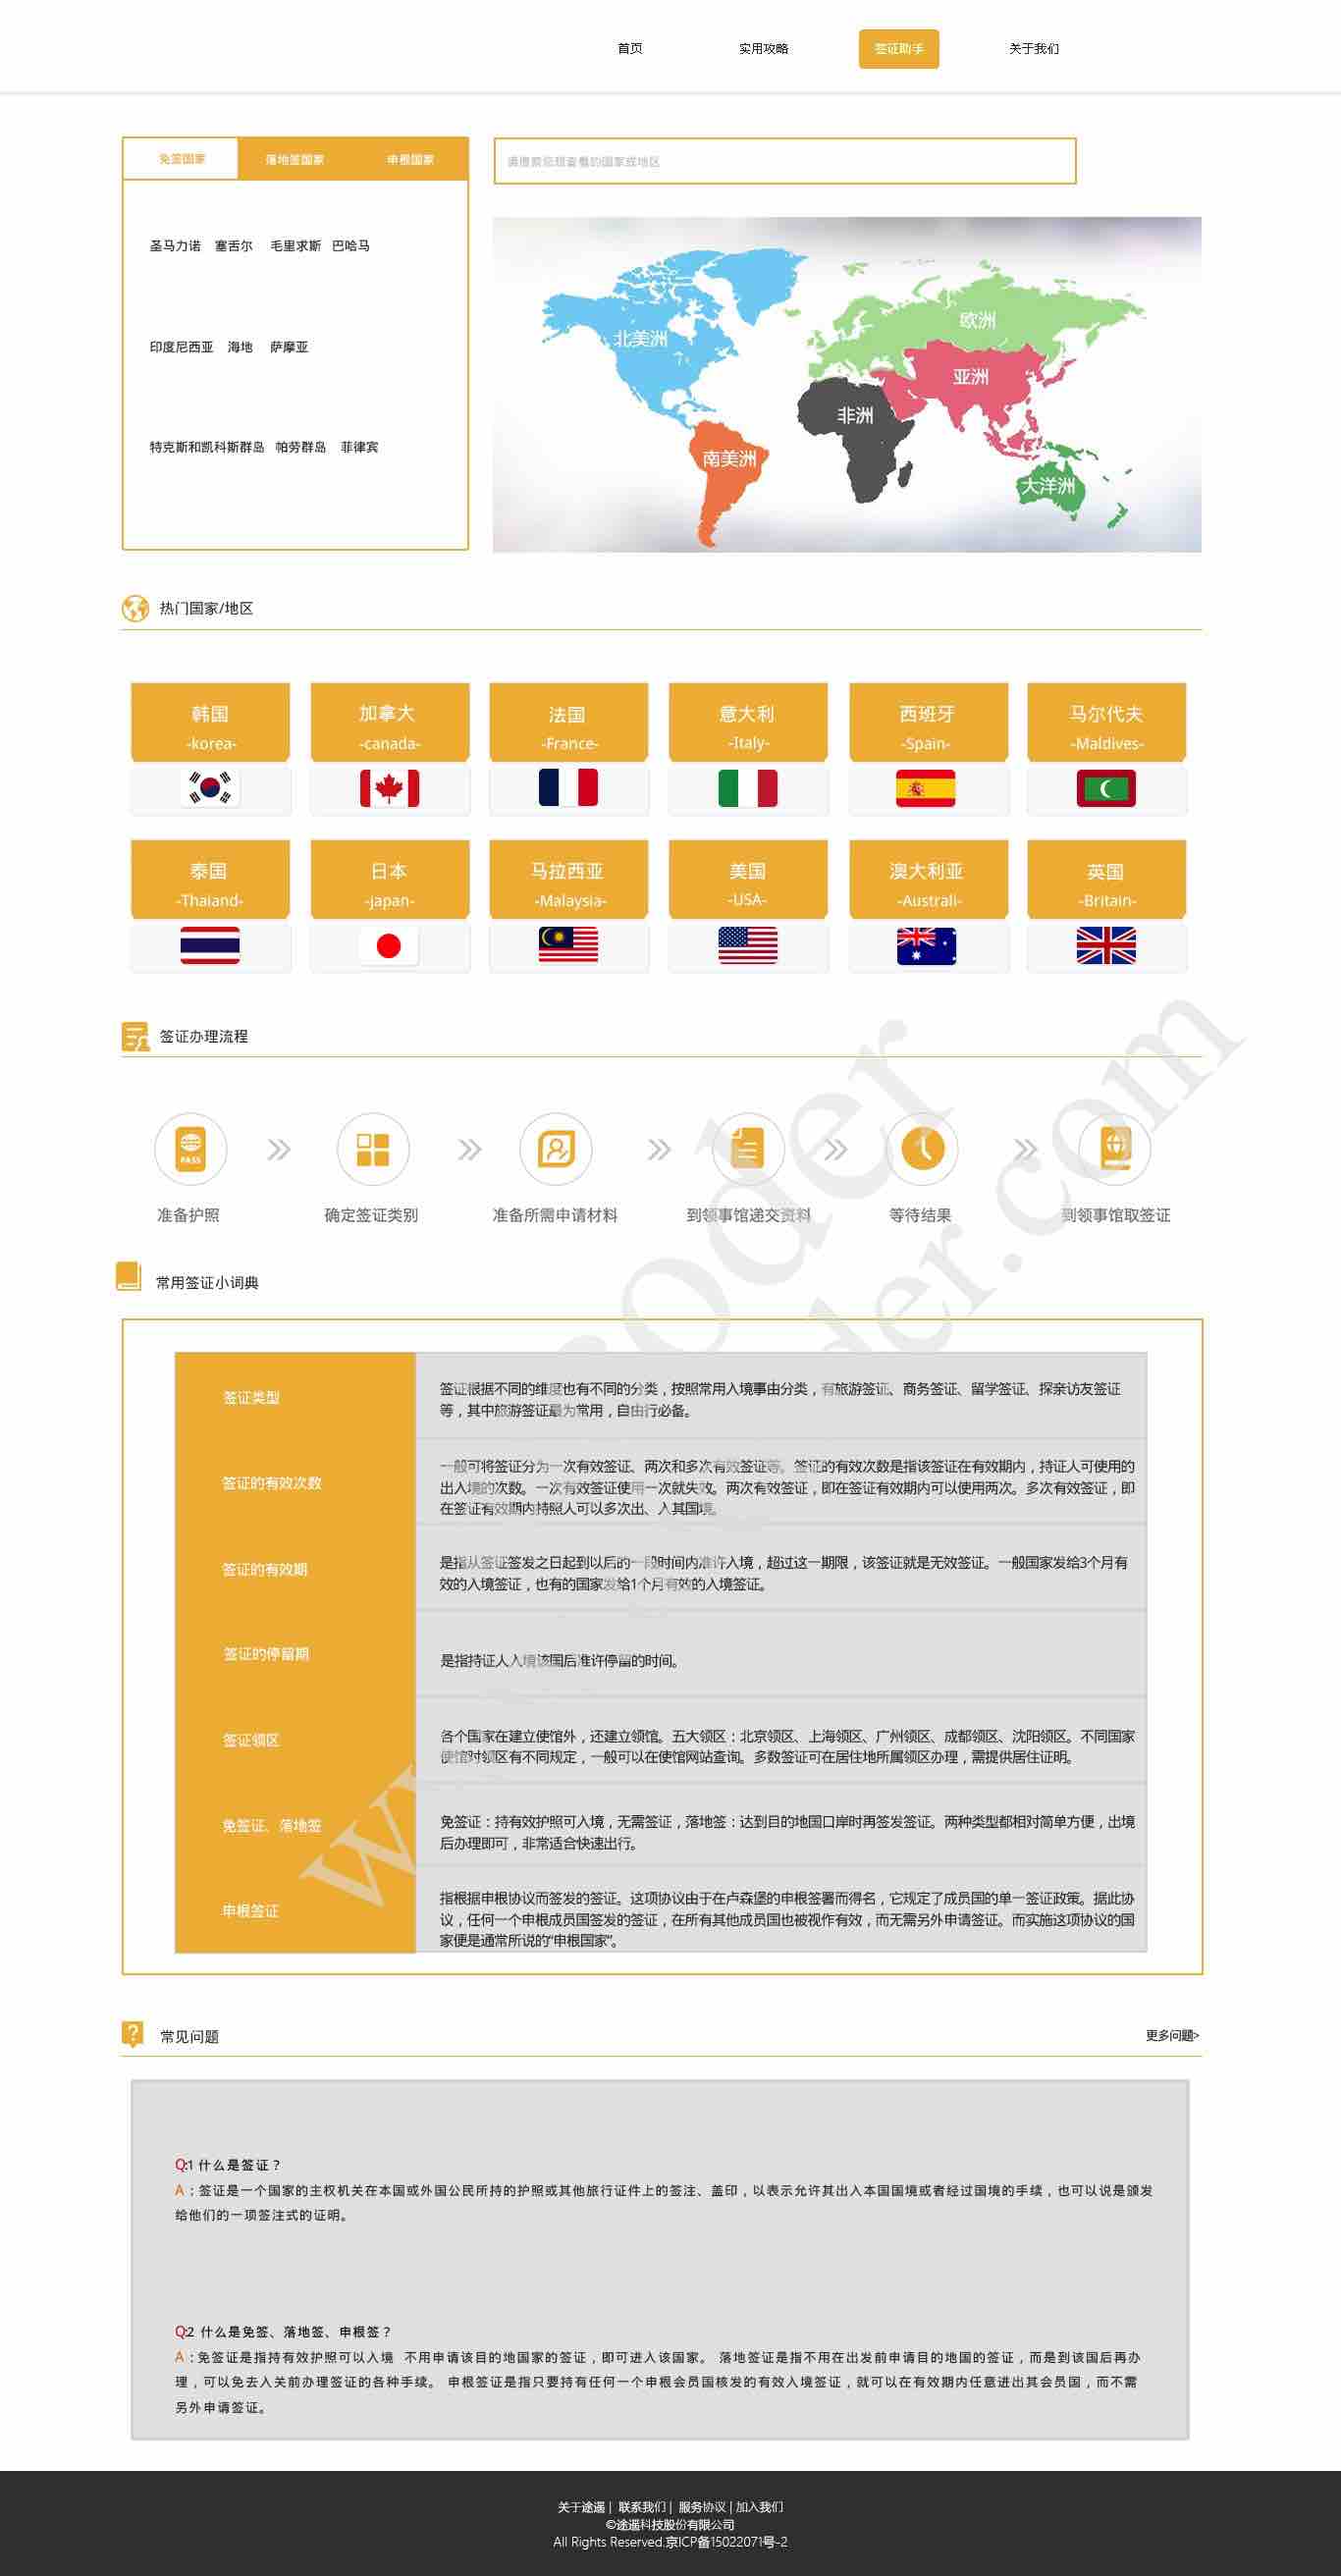 首页 实用攻略 签证助手 关于我们
免签国家 落地签国家 申根国家
请搜索您想查看的国家或地区
圣马力诺 塞舌尔 毛里求斯 巴哈马
印度尼西亚 海地 萨摩亚
特克斯和凯科斯群岛 帕劳群岛 菲律宾
北美洲
欧洲
亚洲
非洲
南美洲
大洋洲
热门国家/地区
韩国 加拿大 法国 意大利 西班牙 马尔代夫
-korea- -canada- -France- -Italy- -Spain- -Maldives-
泰国 日本 马拉西亚 美国 澳大利亚 英国
-Thaiand- -japan- -Malaysia- -USA- -Australi- -Britain-
签证办理流程
PASS
准备护照 确定签证类别 准备所需申请材料 到领事馆递交资料 等待结果 到领事馆取签证
常用签证小词典
签证类型
签证根据不同的维度也有不同的分类，按照常用入境事由分类，有旅游签证、商务签证、留学签证、探亲访友签证
等，其中旅游签证最为常用，自由行必备。
签证的有效次数
一般可将签证分为一次有效签证、两次和多次有效签证等。签证的有效次数是指该签证在有效期内，持证人可使用的
出入境的次数。一次有效签证使用一次就失效。两次有效签证，即在签证有效期内可以使用两次。多次有效签证，即
在签证有效期内持照人可以多次出、入其国境。
签证的有效期
是指从签证签发之日起到以后的一段时间内准许入境，超过这一期限，该签证就是无效签证。一般国家发给3个月有
效的入境签证，也有的国家发给1个月有效的入境签证。
签证的停留期
是指持证人入境该国后准许停留的时间。
签证领区
各个国家在建立使馆外，还建立领馆。五大领区：北京领区、上海领区、广州领区、成都领区、沈阳领区。不同国家
使馆对领区有不同规定，一般可以在使馆网站查询。多数签证可在居住地所属领区办理，需提供居住证明。
免签证、落地签
免签证：持有效护照可入境，无需签证，落地签：达到目的地国口岸时再签发签证。两种类型都相对简单方便，出境
后办理即可，非常适合快速出行。
申根签证
指根据申根协议而签发的签证。这项协议由于在卢森堡的申根签署而得名，它规定了成员国的单一签证政策。据此协
议，任何一个申根成员国签发的签证，在所有其他成员国也被视作有效，而无需另外申请签证。而实施这项协议的国
家便是通常所说的“申根国家”。
常见问题 更多问题>
Q:1 什么是签证？
A：签证是一个国家的主权机关在本国或外国公民所持的护照或其他旅行证件上的签注、盖印，以表示允许其出入本国国境或者经过国境的手续，也可以说是颁发
给他们的一项签注式的证明。
Q:2 什么是免签、落地签、申根签？
A：免签证是指持有效护照可以入境 不用申请该目的地国家的签证，即可进入该国家。 落地签证是指不用在出发前申请目的地国的签证，而是到该国后再办
理，可以免去入关前办理签证的各种手续。 申根签证是指只要持有任何一个申根会员国核发的有效入境签证，就可以在有效期内任意进出其会员国，而不需
另外申请签证。
关于途遥 | 联系我们 | 服务协议 | 加入我们
©途遥科技股份有限公司
All Rights Reserved.京ICP备15022071号-2